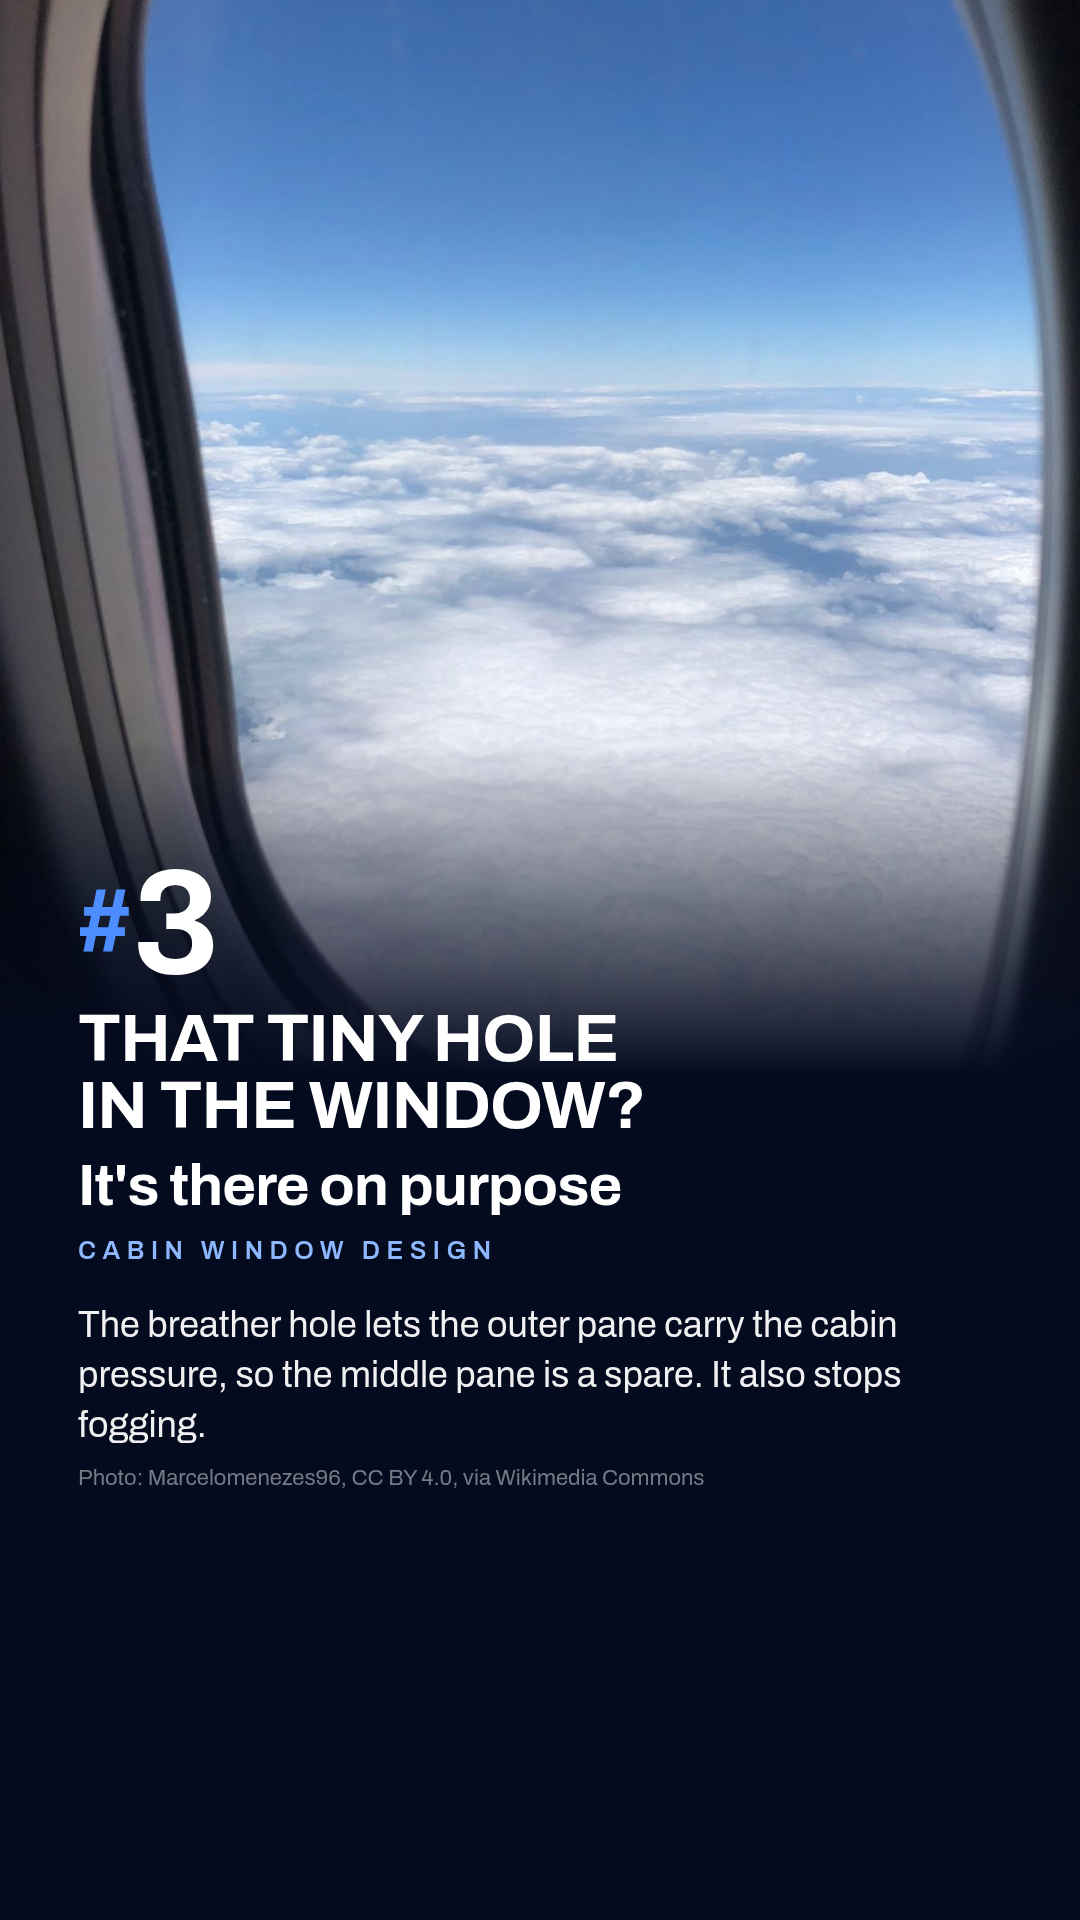 #3
THAT TINY HOLE
IN THE WINDOW?
It's there on purpose
CABIN WINDOW DESIGN
The breather hole lets the outer pane carry the cabin
pressure, so the middle pane is a spare. It also stops
fogging.
Photo: Marcelomenezes96, CC BY 4.0, via Wikimedia Commons